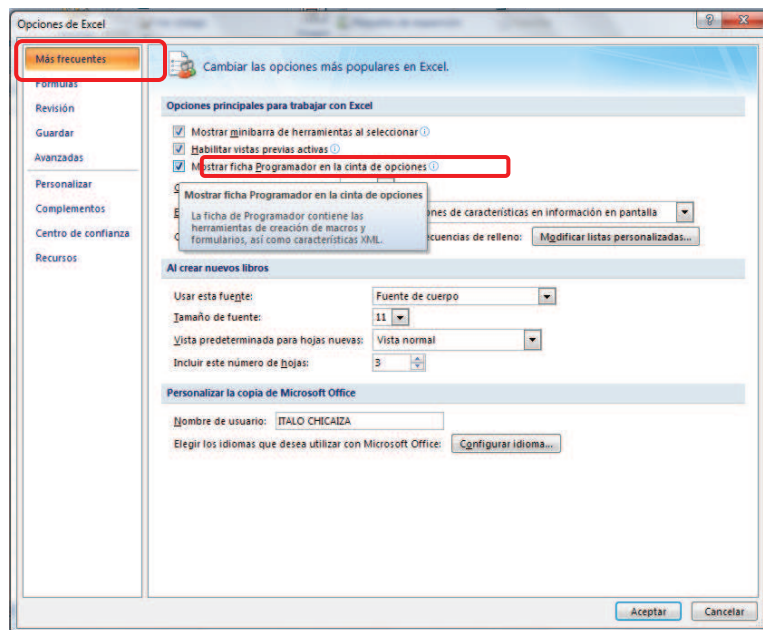 Opciones de Excel
Más frecuentes
Fórmulas
Revisión
Guardar
Avanzadas
Personalizar
Complementos
Centro de confianza
Recursos
Cambiar las opciones más populares en Excel.
Opciones principales para trabajar con Excel
Mostrar minibarra de herramientas al seleccionar
Habilitar vistas previas activas
Mostrar ficha Programador en la cinta de opciones
Mostrar ficha Programador en la cinta de opciones
La ficha de Programador contiene las
herramientas de creación de macros y
formularios, así como características XML.
nes de características en información en pantalla
ecuencias de relleno: Modificar listas personalizadas...
Al crear nuevos libros
Usar esta fuente: Fuente de cuerpo
Tamaño de fuente: 11
Vista predeterminada para hojas nuevas: Vista normal
Incluir este número de hojas: 3
Personalizar la copia de Microsoft Office
Nombre de usuario: ITALO CHICAIZA
Elegir los idiomas que desea utilizar con Microsoft Office: Configurar idioma...
Aceptar Cancelar